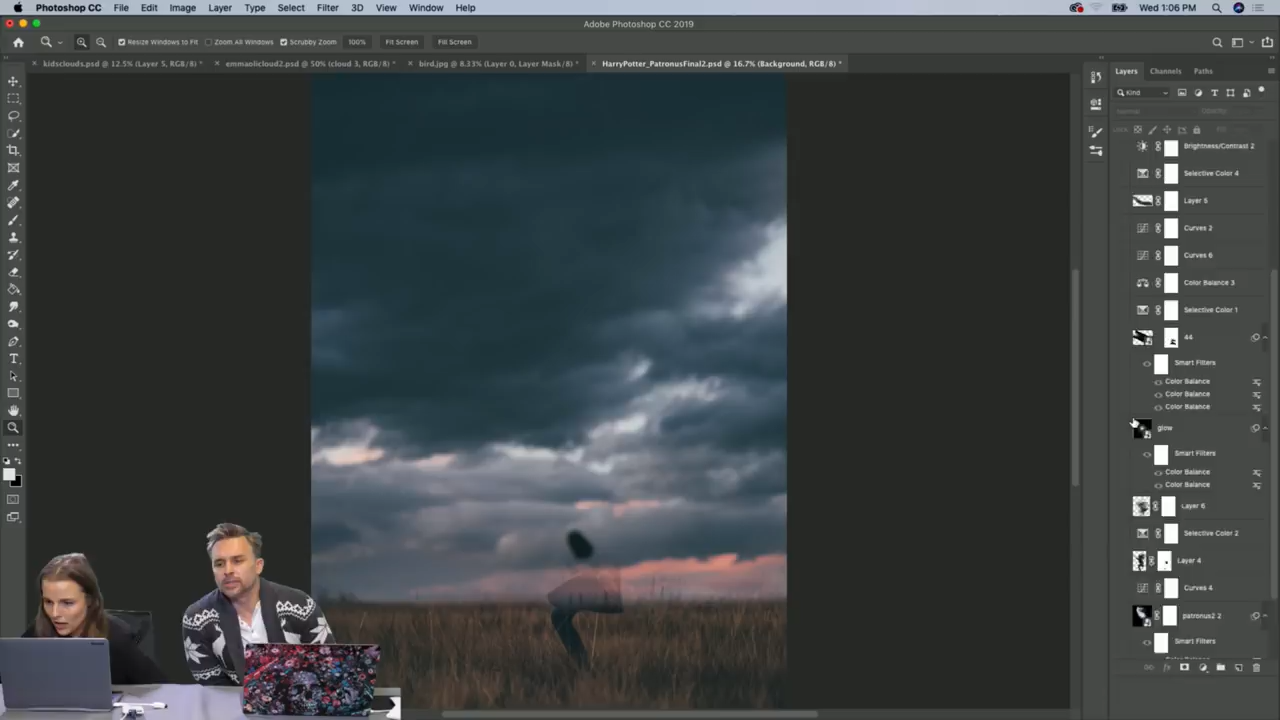 Photoshop CC File Edit Image Layer Type Select Filter 3D View Window Help Wed 1:06 PM
Adobe Photoshop CC 2019
Resize Windows to Fit Zoom All Windows Scrubby Zoom 100% Fit Screen Fill Screen
kidsclouds.psd @ 12.5% (Layer 5, RGB/8) * emmaolicloud2.psd @ 50% (cloud 3, RGB/8) * bird.jpg @ 8.33% (Layer 0, Layer Mask/8) * HarryPotter_PatronusFinal2.psd @ 16.7% (Background, RGB/8) *
Layers Channels Paths
Kind
Normal Opacity:
Lock: Fill
Brightness/Contrast 2
Selective Color 4
Layer 5
Curves 2
Curves 6
Color Balance 3
Selective Color 1
44
Smart Filters
Color Balance
Color Balance
Color Balance
glow
Smart Filters
Color Balance
Color Balance
Layer 6
Selective Color 2
Layer 4
Curves 4
patronus2 2
Smart Filters